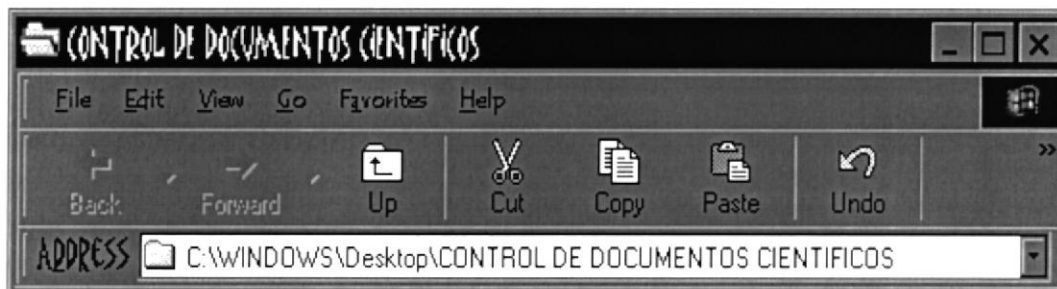 CONTROL DE DOCUMENTOS CIENTIFICOS
File Edit View Go Favorites Help
Back Forward Up Cut Copy Paste Undo »
ADDRESS C:\WINDOWS\Desktop\CONTROL DE DOCUMENTOS CIENTIFICOS